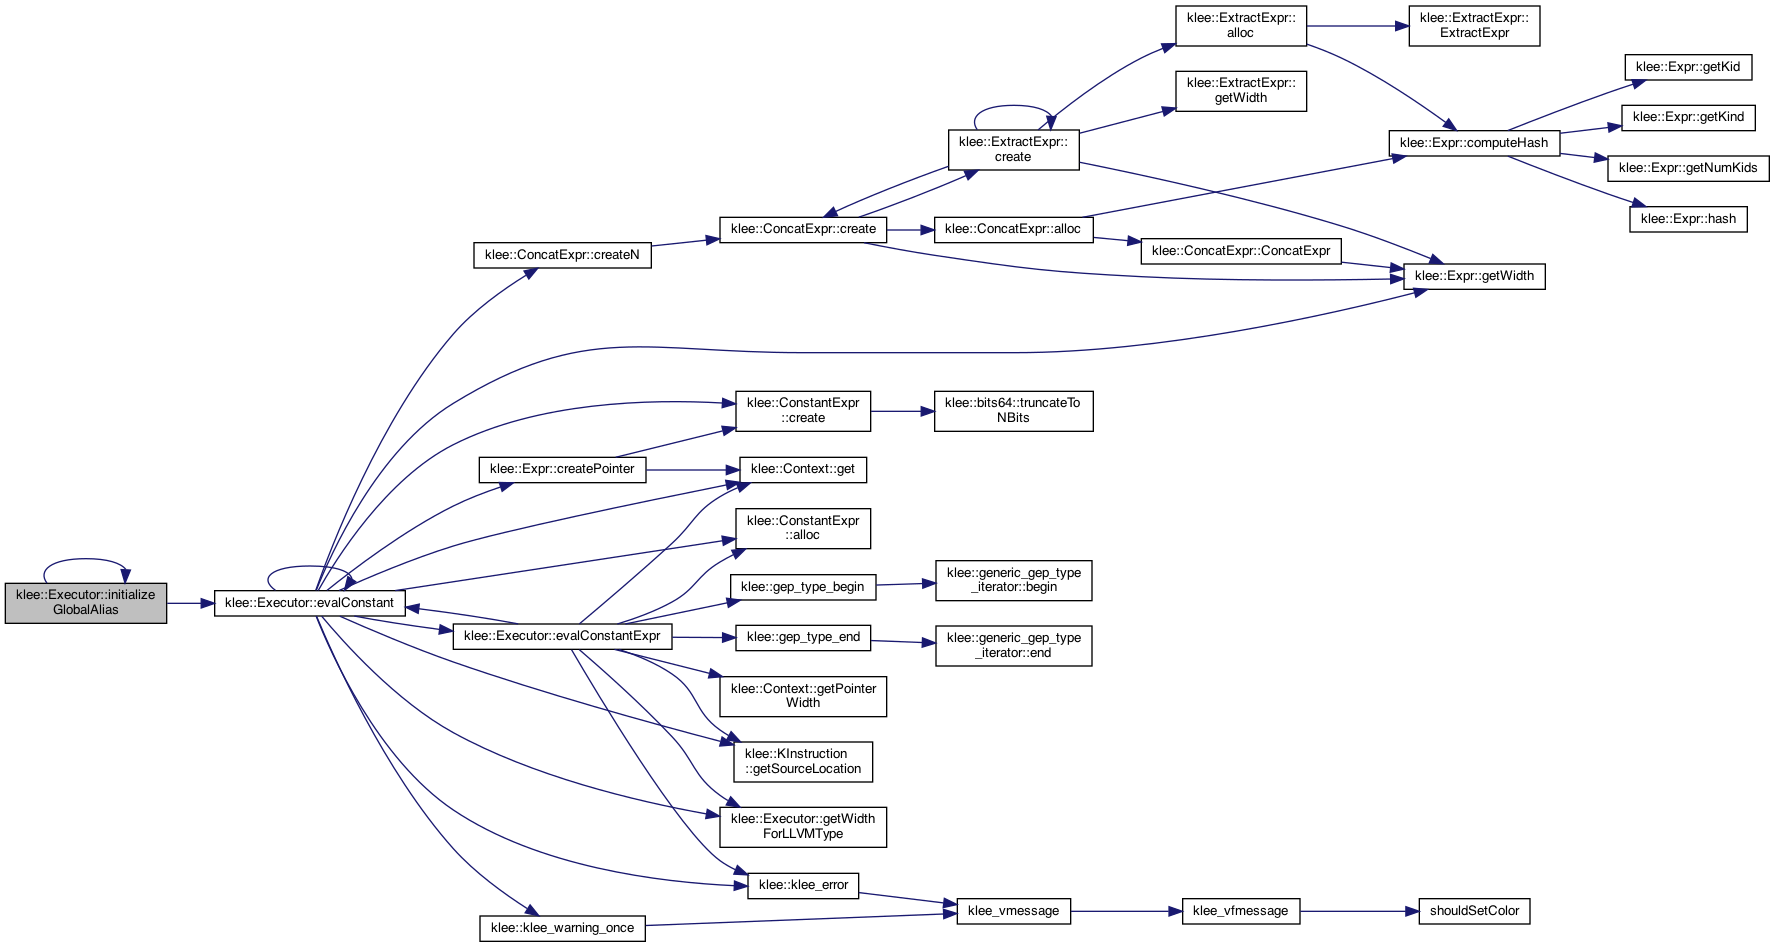 klee::ExtractExpr::
alloc
klee::ExtractExpr::
ExtractExpr
klee::Expr::getKid
klee::ExtractExpr::
getWidth
klee::Expr::getKind
klee::ExtractExpr::
create
klee::Expr::computeHash
klee::Expr::getNumKids
klee::Expr::hash
klee::ConcatExpr::create
klee::ConcatExpr::alloc
klee::ConcatExpr::createN
klee::ConcatExpr::ConcatExpr
klee::Expr::getWidth
klee::ConstantExpr
::create
klee::bits64::truncateTo
NBits
klee::Expr::createPointer
klee::Context::get
klee::ConstantExpr
::alloc
klee::gep_type_begin
klee::generic_gep_type
_iterator::begin
klee::Executor::initialize
GlobalAlias
klee::Executor::evalConstant
klee::Executor::evalConstantExpr
klee::gep_type_end
klee::generic_gep_type
_iterator::end
klee::Context::getPointer
Width
klee::KInstruction
::getSourceLocation
klee::Executor::getWidth
ForLLVMType
klee::klee_error
klee::klee_warning_once
klee_vmessage
klee_vfmessage
shouldSetColor